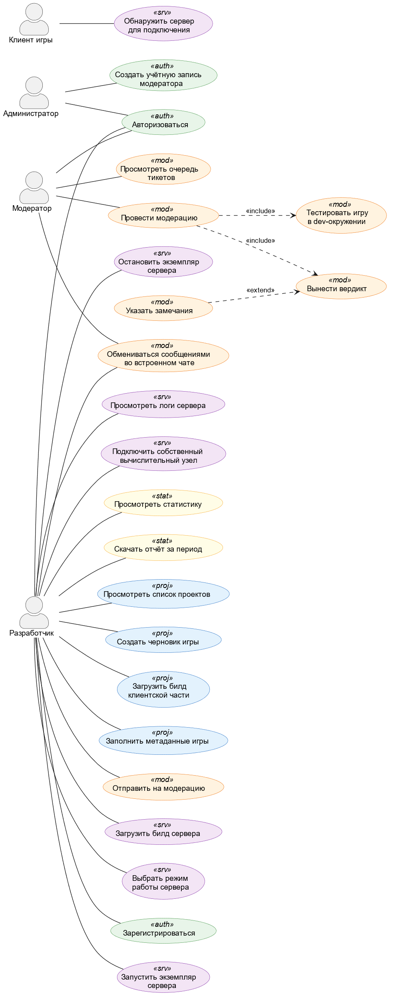 «srv»
Обнаружить сервер
для подключения
Клиент игры
«auth»
Создать учётную запись
модератора
Администратор
«auth»
Авторизоваться
«mod»
Просмотреть очередь
тикетов
Модератор
«mod»
Провести модерацию
«include»
«mod»
Тестировать игру
в dev-окружении
«include»
«srv»
Остановить экземпляр
сервера
«mod»
Вынести вердикт
«extend»
«mod»
Указать замечания
«mod»
Обмениваться сообщениями
во встроенном чате
«srv»
Просмотреть логи сервера
«srv»
Подключить собственный
вычислительный узел
«stat»
Просмотреть статистику
«stat»
Скачать отчёт за период
«proj»
Просмотреть список проектов
Разработчик
«proj»
Создать черновик игры
«proj»
Загрузить билд
клиентской части
«proj»
Заполнить метаданные игры
«mod»
Отправить на модерацию
«srv»
Загрузить билд сервера
«srv»
Выбрать режим
работы сервера
«auth»
Зарегистрироваться
«srv»
Запустить экземпляр
сервера